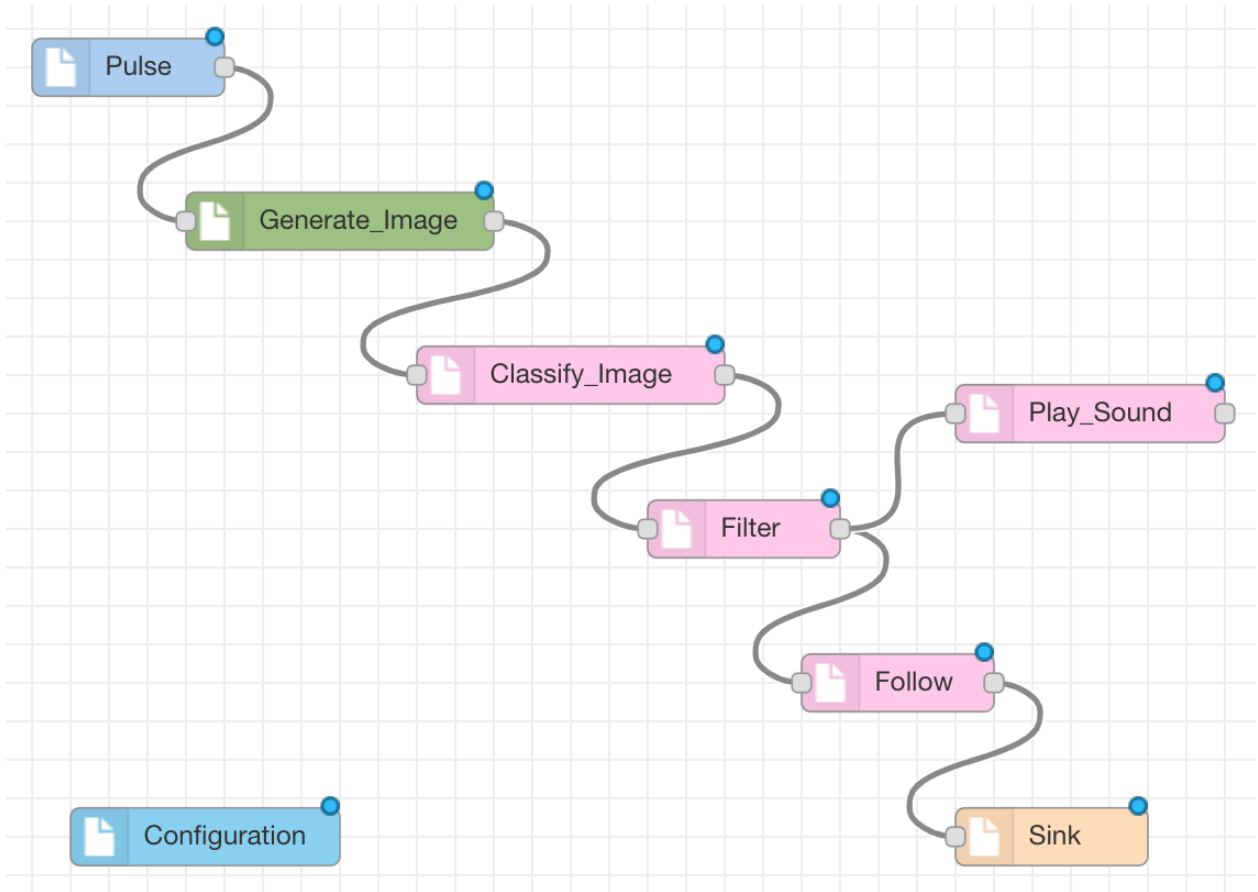 Pulse
Generate_Image
Classify_Image
Play_Sound
Filter
Follow
Configuration
Sink